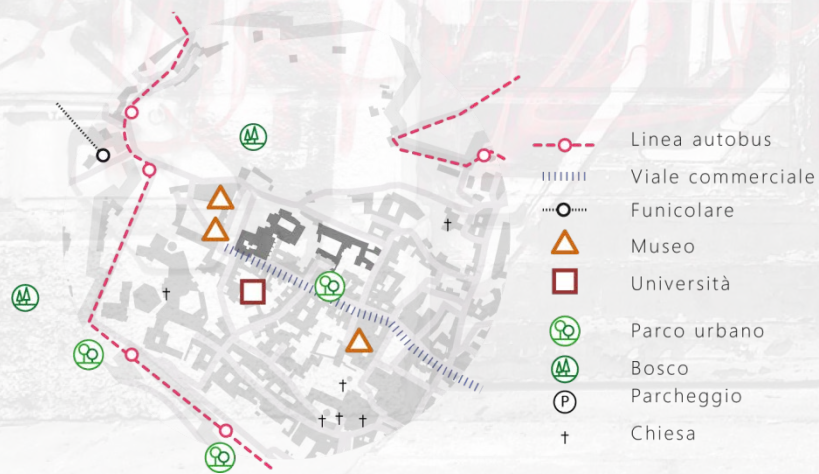 Linea autobus
Viale commerciale
Funicolare
Museo
Università
Parco urbano
Bosco
P Parcheggio
Chiesa